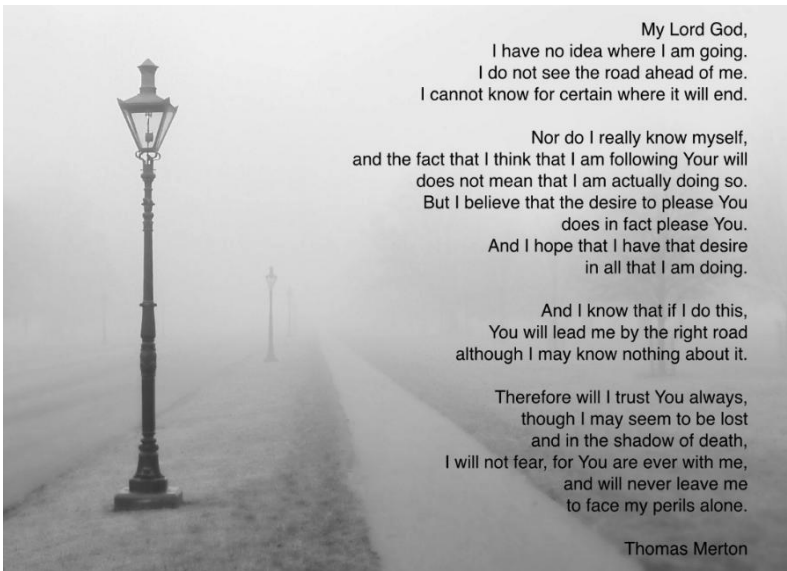 My Lord God,
I have no idea where I am going.
I do not see the road ahead of me.
I cannot know for certain where it will end.
Nor do I really know myself,
and the fact that I think that I am following Your will
does not mean that I am actually doing so.
But I believe that the desire to please You
does in fact please You.
And I hope that I have that desire
in all that I am doing.
And I know that if I do this,
You will lead me by the right road
although I may know nothing about it.
Therefore will I trust You always,
though I may seem to be lost
and in the shadow of death,
I will not fear, for You are ever with me,
and will never leave me
to face my perils alone.
Thomas Merton